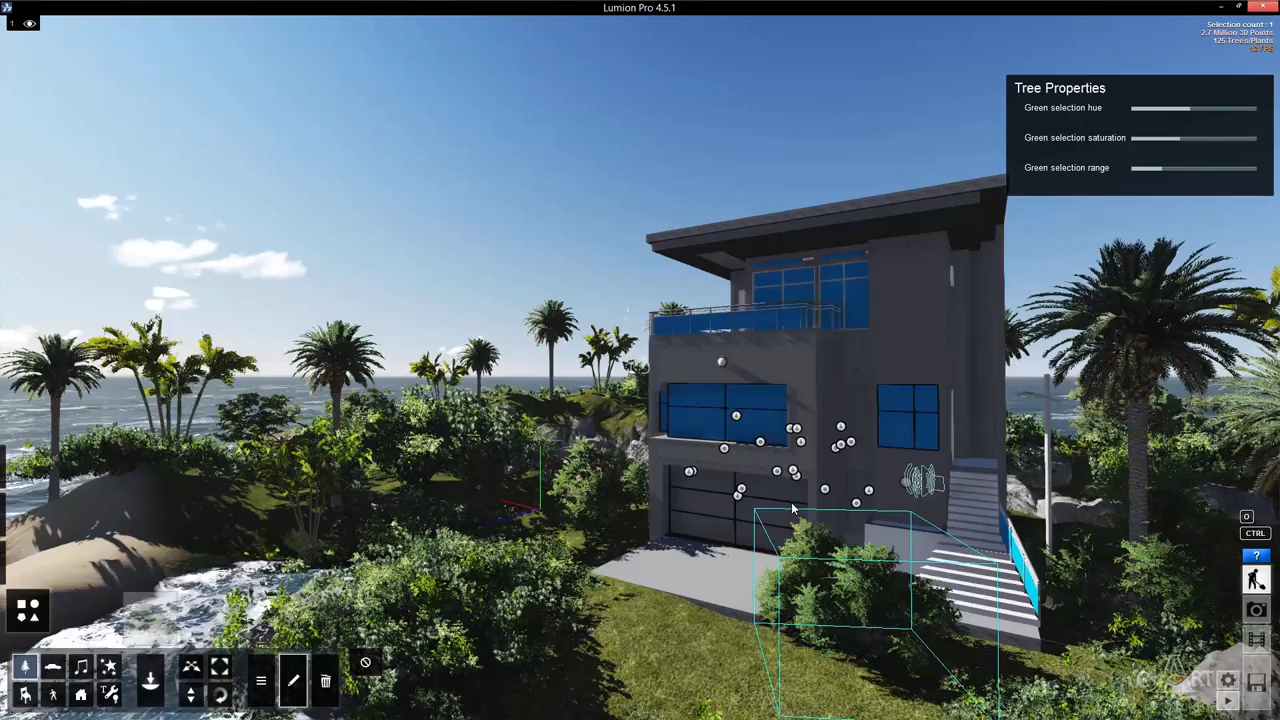 Lumion Pro 4.5.1
1
Selection count : 1
2.7 Million 3D Points
125 Trees/Plants
Tree Properties
Green selection hue
Green selection saturation
Green selection range
O
CTRL
?